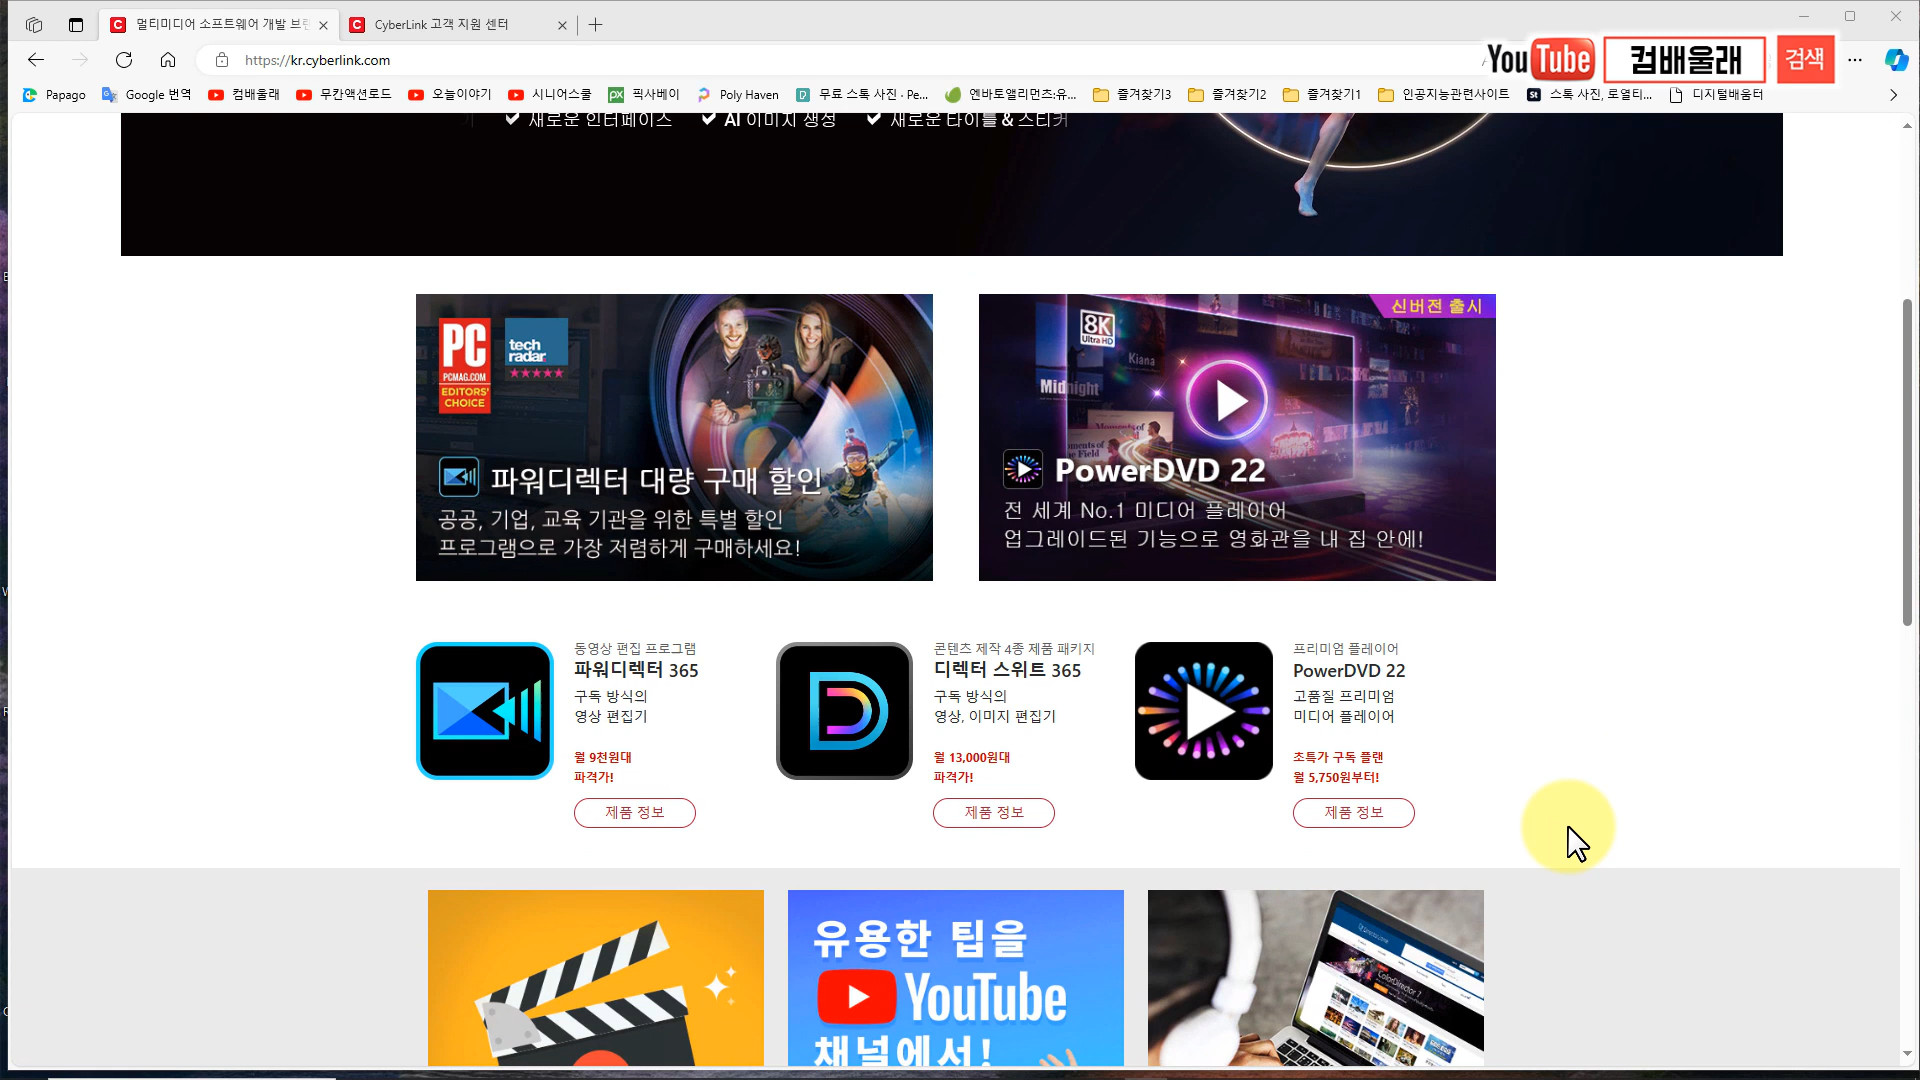 멀티미디어 소프트웨어 개발 브랜
CyberLink 고객 지원 센터
https://kr.cyberlink.com
YouTube 컴배울래 검색
Papago
Google 번역
컴배울래
무칸액션로드
오늘이야기
시니어스쿨
픽사베이
Poly Haven
무료 스톡 사진 · Pe...
엔바토앨리먼츠:유...
즐겨찾기3
즐겨찾기2
즐겨찾기1
인공지능관련사이트
스톡 사진, 로열티...
디지털배움터
새로운 인터페이스
AI 이미지 생성
새로운 타이틀 & 스티커
PC
PCMAG.COM
EDITORS'
CHOICE
tech
radar
파워디렉터 대량 구매 할인
공공, 기업, 교육 기관을 위한 특별 할인
프로그램으로 가장 저렴하게 구매하세요!
신버전 출시
8K
Ultra HD
Kiana
Midnight
PowerDVD 22
전 세계 No.1 미디어 플레이어
업그레이드된 기능으로 영화관을 내 집 안에!
동영상 편집 프로그램
파워디렉터 365
구독 방식의
영상 편집기
월 9천원대
파격가!
제품 정보
콘텐츠 제작 4종 제품 패키지
디렉터 스위트 365
구독 방식의
영상, 이미지 편집기
월 13,000원대
파격가!
제품 정보
프리미엄 플레이어
PowerDVD 22
고품질 프리미엄
미디어 플레이어
초특가 구독 플랜
월 5,750원부터!
제품 정보
유용한 팁을
YouTube
채널에서!
ColorDirector 7